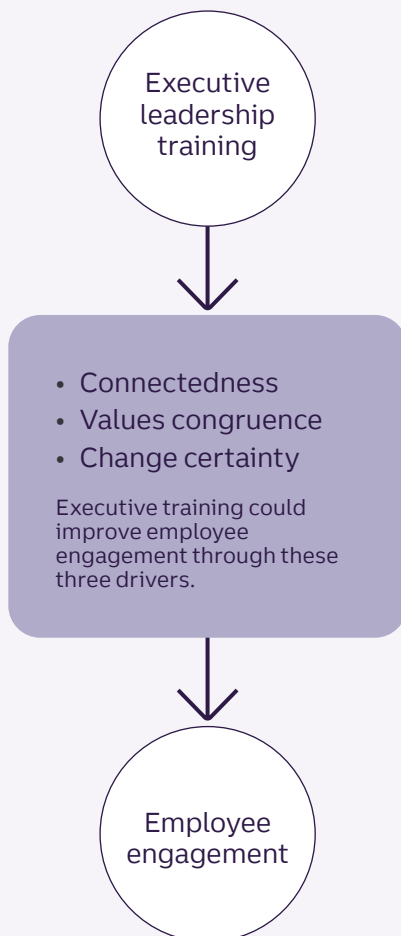 Executive
leadership
training
• Connectedness
• Values congruence
• Change certainty
Executive training could
improve employee
engagement through these
three drivers.
Employee
engagement